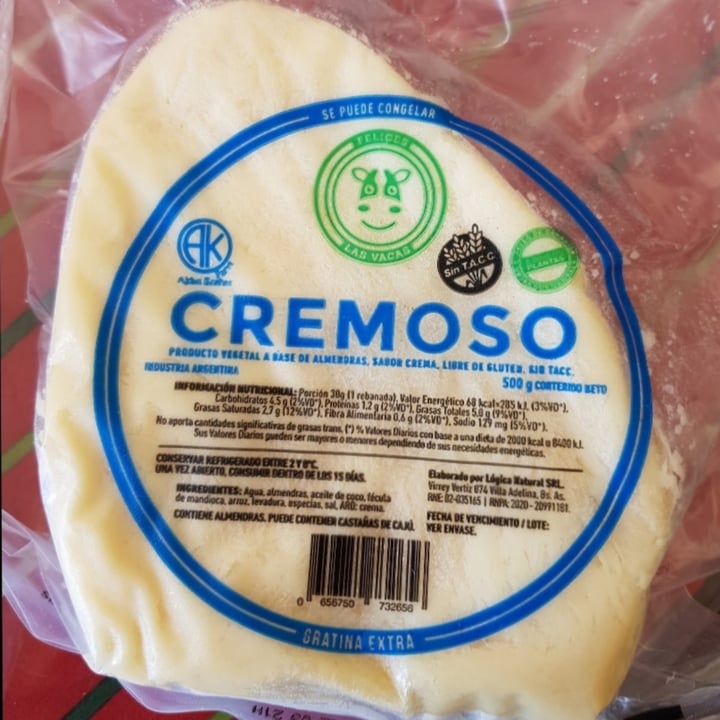 SE PUEDE CONGELAR
FELICES
LAS VACAS
AK
Sin T.A.C.C.
PLANTAS
CREMOSO
PRODUCTO VEGETAL A BASE DE ALMENDRAS, SABOR CREMA, LIBRE DE GLUTEN, SIN TACC.
INDUSTRIA ARGENTINA
500 g CONTENIDO NETO
INFORMACIÓN NUTRICIONAL: Porción 30g (1 rebanada), Valor Energético 68 kcal=285 kJ. (3%VD*),
Carbohidratos 4,5 g (2%VD*), Proteínas 1,2 g (2%VD*), Grasas Totales 5,0 g (9%VD*),
Grasas Saturadas 2,7 g (12%VD*), Fibra Alimentaria 0,6 g (2%VD*), Sodio 129 mg (5%VD*).
No aporta cantidades significativas de grasas trans. (*) % Valores Diarios con base a una dieta de 2000 kcal u 8400 kJ.
Sus Valores Diarios pueden ser mayores o menores dependiendo de sus necesidades energéticas.
CONSERVAR REFRIGERADO ENTRE 2 Y 8°C.
UNA VEZ ABIERTO, CONSUMIR DENTRO DE LOS 15 DÍAS.
INGREDIENTES: Agua, almendras, aceite de coco, fécula
de mandioca, arroz, levadura, especias, sal, ARO: crema.
CONTIENE ALMENDRAS. PUEDE CONTENER CASTAÑAS DE CAJÚ.
Elaborado por Lógica Natural SRL.
Virrey Vertiz 874 Villa Adelina, Bs. As.
RNE: 02-035165 | RNPA: 2020-20991181.
FECHA DE VENCIMIENTO / LOTE:
VER ENVASE.
0 656750 732656
GRATINA EXTRA